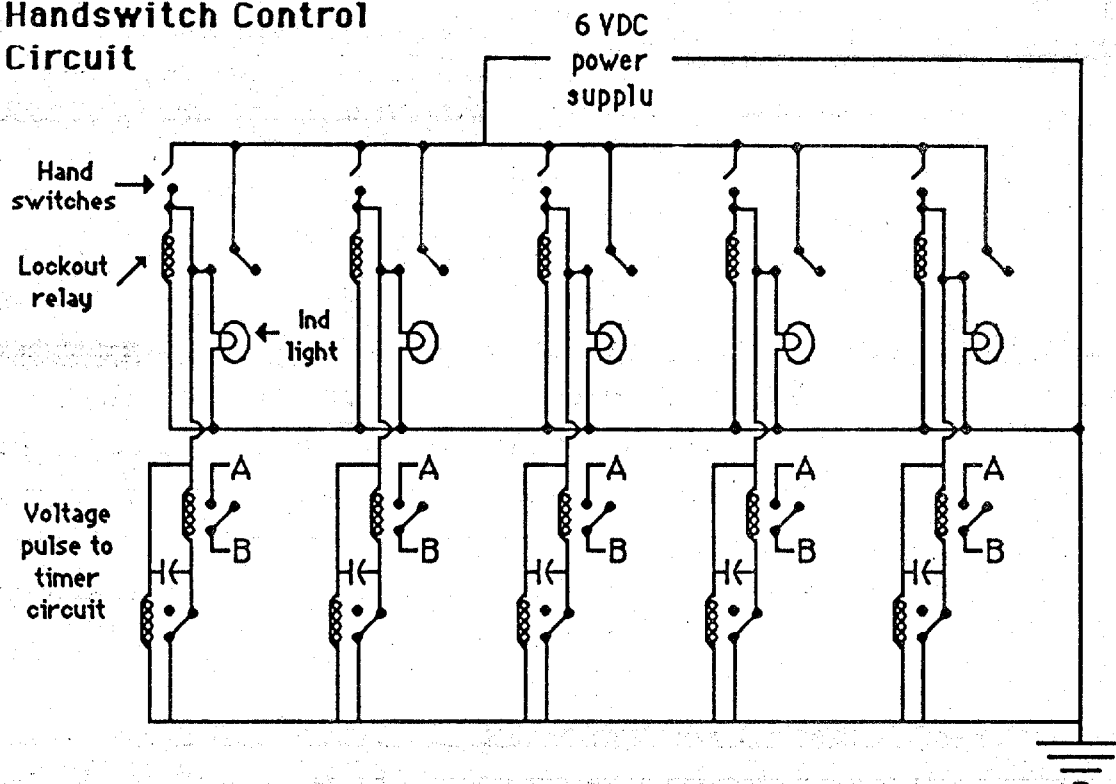 Handswitch Control
Circuit
6 VDC
power
supplu
Hand
switches
Lockout
relay
Ind
light
A
A
A
A
A
Voltage
pulse to
timer
circuit
B
B
B
B
B